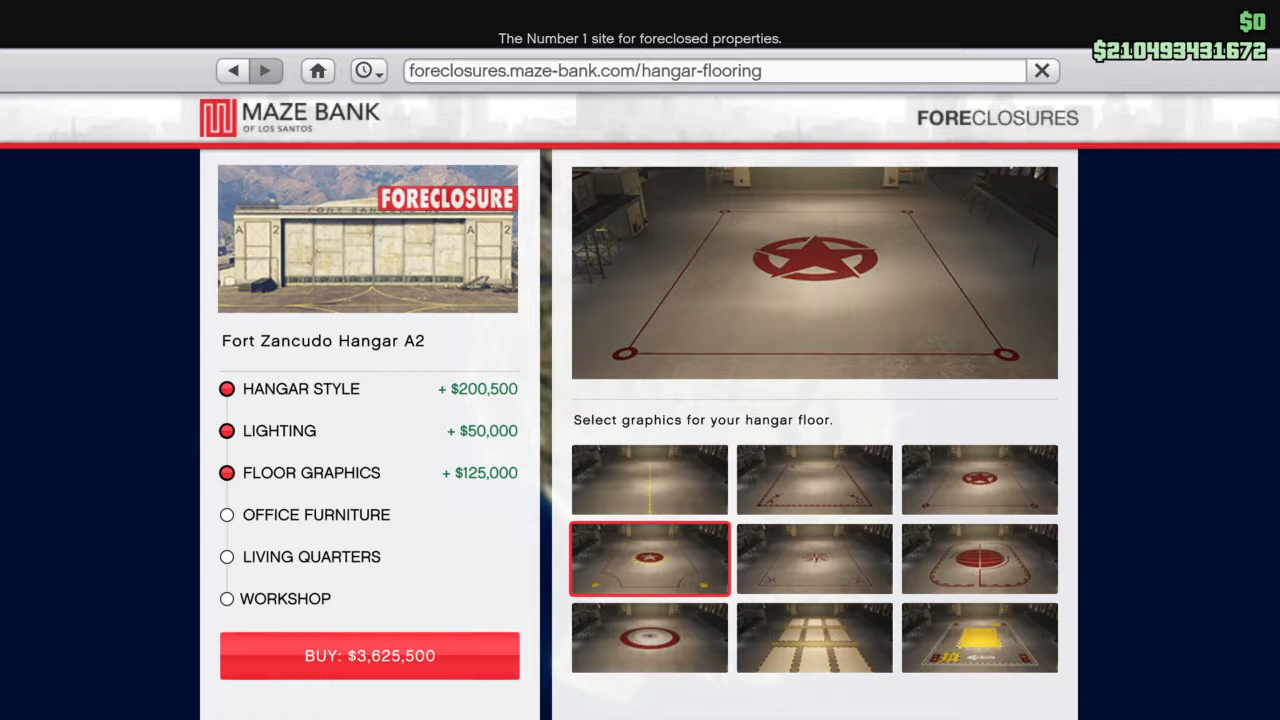 $0
The Number 1 site for foreclosed properties.
$210493431672
foreclosures.maze-bank.com/hangar-flooring
MAZE BANK
OF LOS SANTOS
FORECLOSURES
FORECLOSURE
A 2 A 2
Fort Zancudo Hangar A2
HANGAR STYLE + $200,500
LIGHTING + $50,000
FLOOR GRAPHICS + $125,000
OFFICE FURNITURE
LIVING QUARTERS
WORKSHOP
BUY: $3,625,500
Select graphics for your hangar floor.